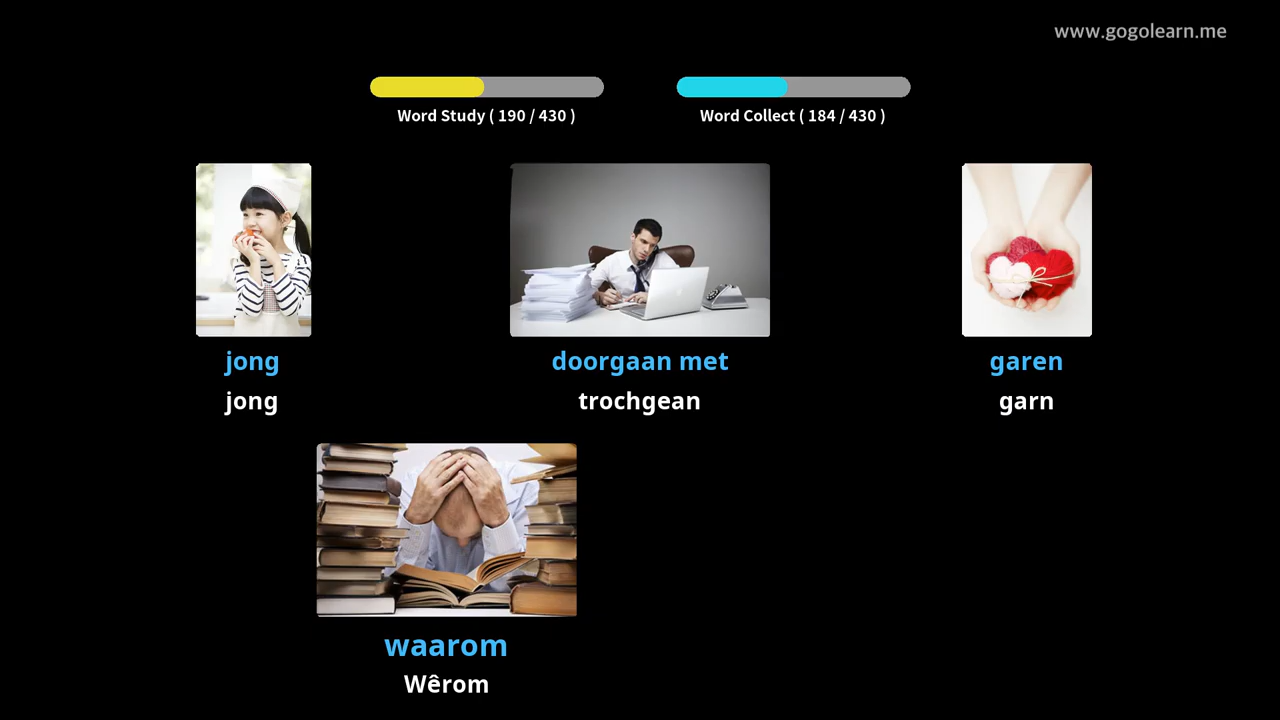 www.gogolearn.me
Word Study ( 190 / 430 )
Word Collect ( 184 / 430 )
jong
jong
doorgaan met
trochgean
garen
garn
waarom
Wêrom